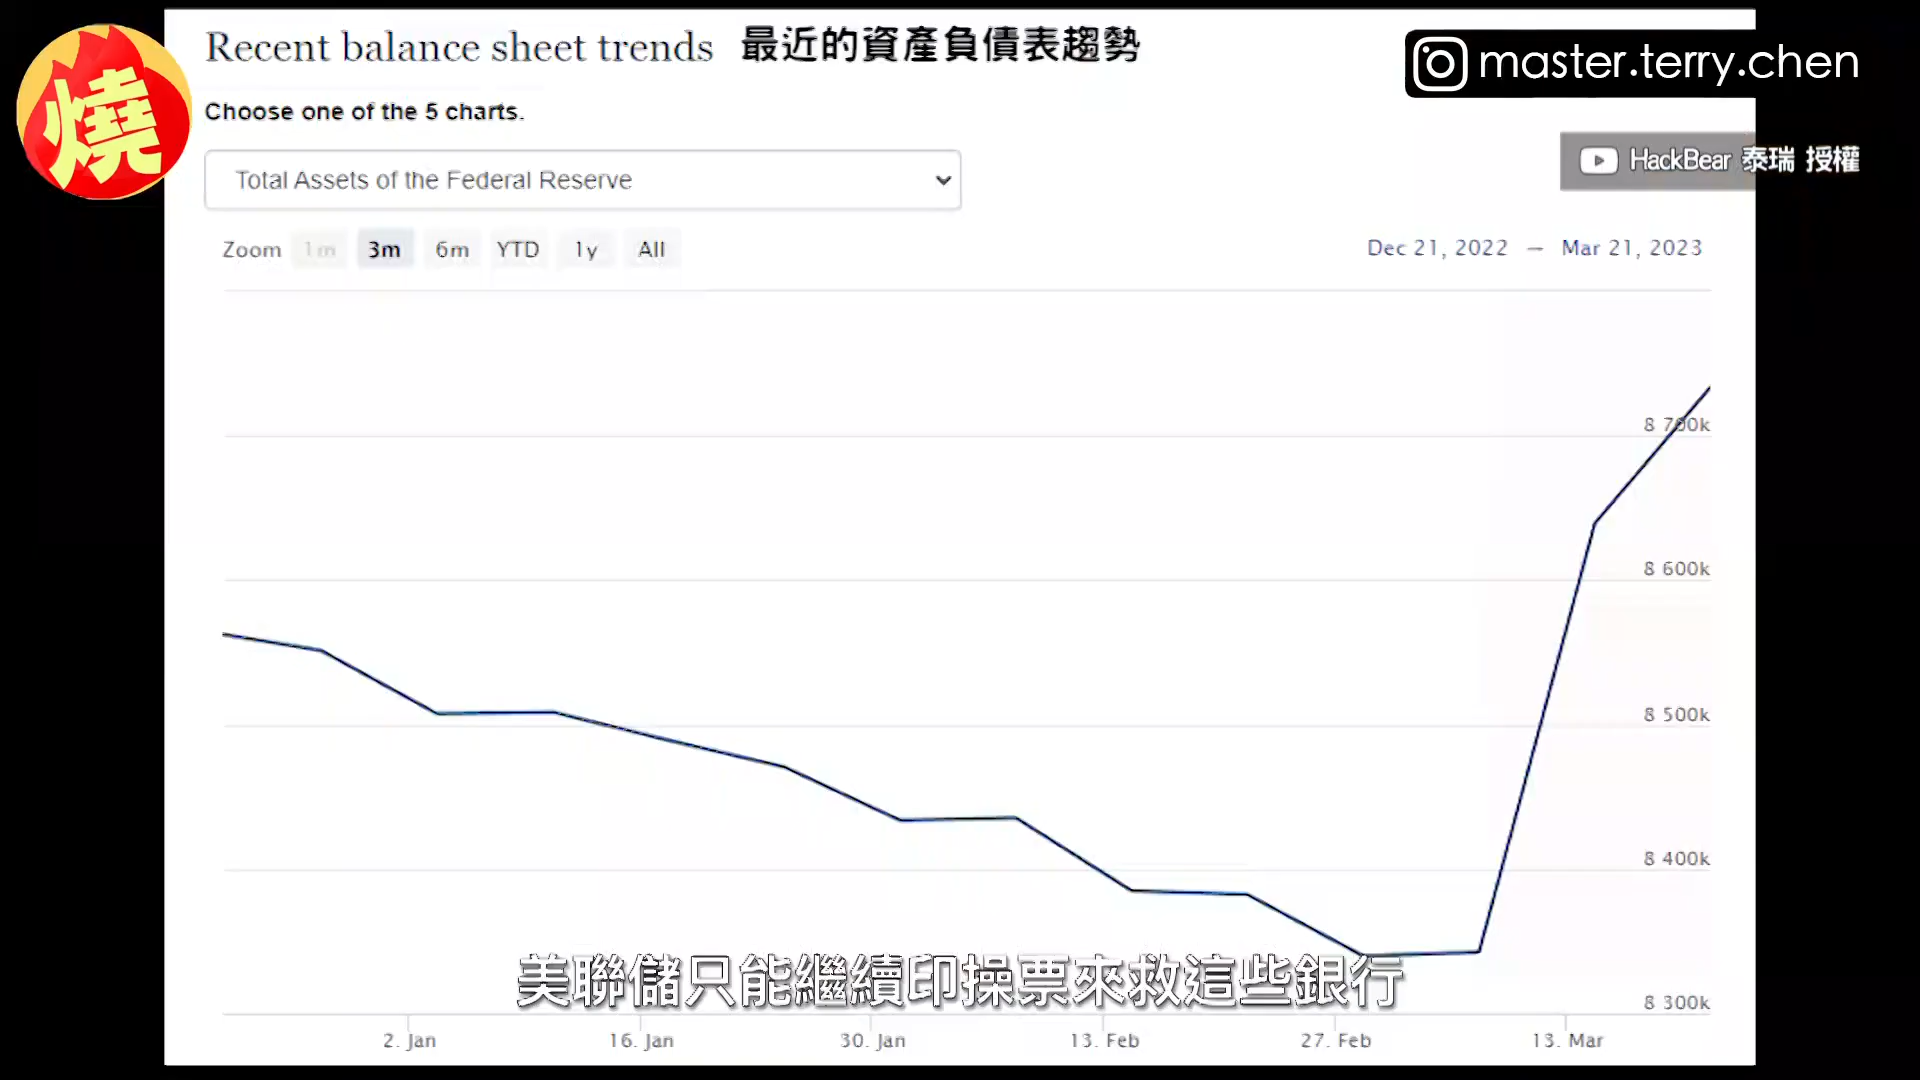 燒
Recent balance sheet trends 最近的資產負債表趨勢
master.terry.chen
Choose one of the 5 charts.
HackBear 泰瑞 授權
Total Assets of the Federal Reserve
Zoom 1m 3m 6m YTD 1y All
Dec 21, 2022 – Mar 21, 2023
8 700k
8 600k
8 500k
8 400k
8 300k
美聯儲只能繼續印操票來救這些銀行
2. Jan 16. Jan 30. Jan 13. Feb 27. Feb 13. Mar